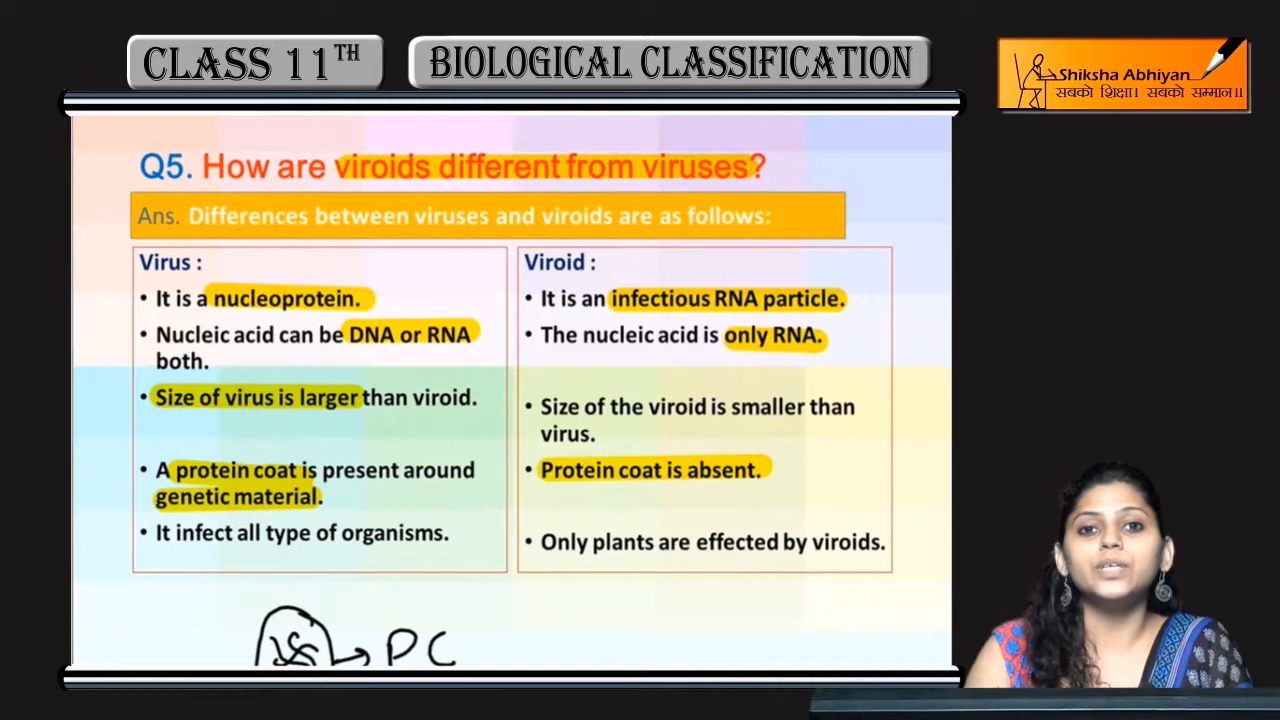 CLASS 11TH
BIOLOGICAL CLASSIFICATION
Shiksha Abhiyan
सबको शिक्षा। सबको सम्मान।।
Q5. How are viroids different from viruses?
Ans. Differences between viruses and viroids are as follows:
Virus :
• It is a nucleoprotein.
• Nucleic acid can be DNA or RNA
both.
• Size of virus is larger than viroid.
• A protein coat is present around
genetic material.
• It infect all type of organisms.
Viroid :
• It is an infectious RNA particle.
• The nucleic acid is only RNA.
• Size of the viroid is smaller than
virus.
• Protein coat is absent.
• Only plants are effected by viroids.
PC